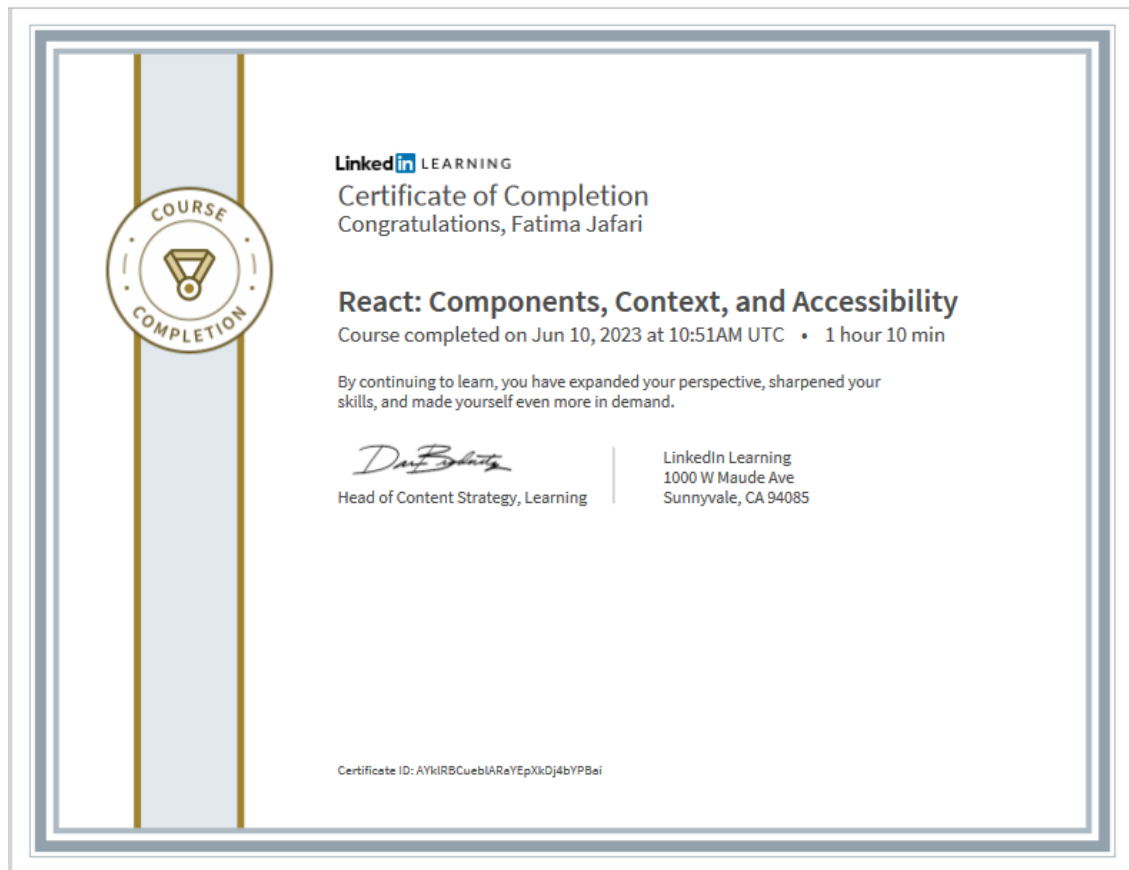 COURSE
COMPLETION
Linked in LEARNING
Certificate of Completion
Congratulations, Fatima Jafari
React: Components, Context, and Accessibility
Course completed on Jun 10, 2023 at 10:51AM UTC • 1 hour 10 min
By continuing to learn, you have expanded your perspective, sharpened your
skills, and made yourself even more in demand.
Head of Content Strategy, Learning
LinkedIn Learning
1000 W Maude Ave
Sunnyvale, CA 94085
Certificate ID: